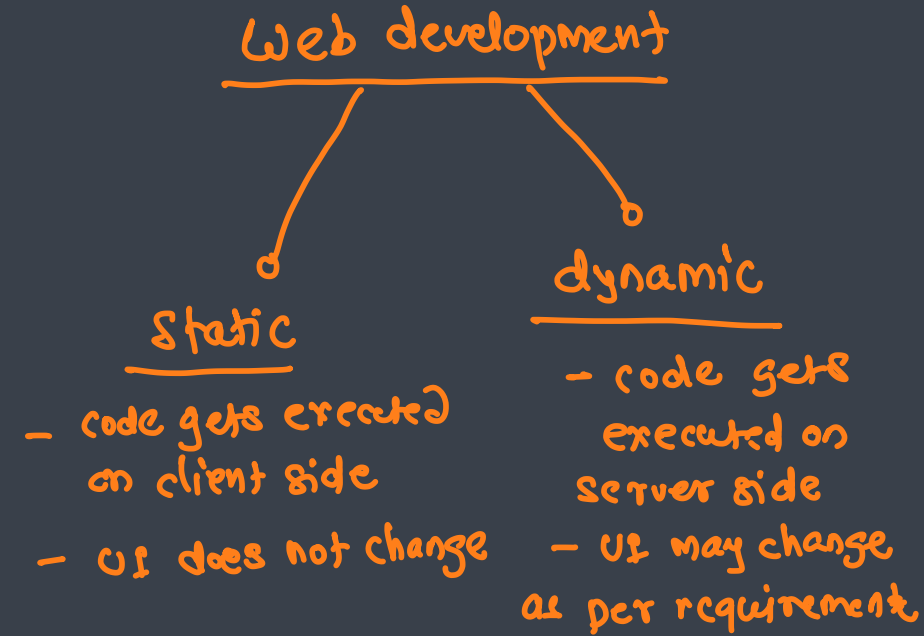 Web development
Static
- code gets executed
on client side
- UI does not change
dynamic
- code gets
executed on
server side
- UI may change
as per requirement